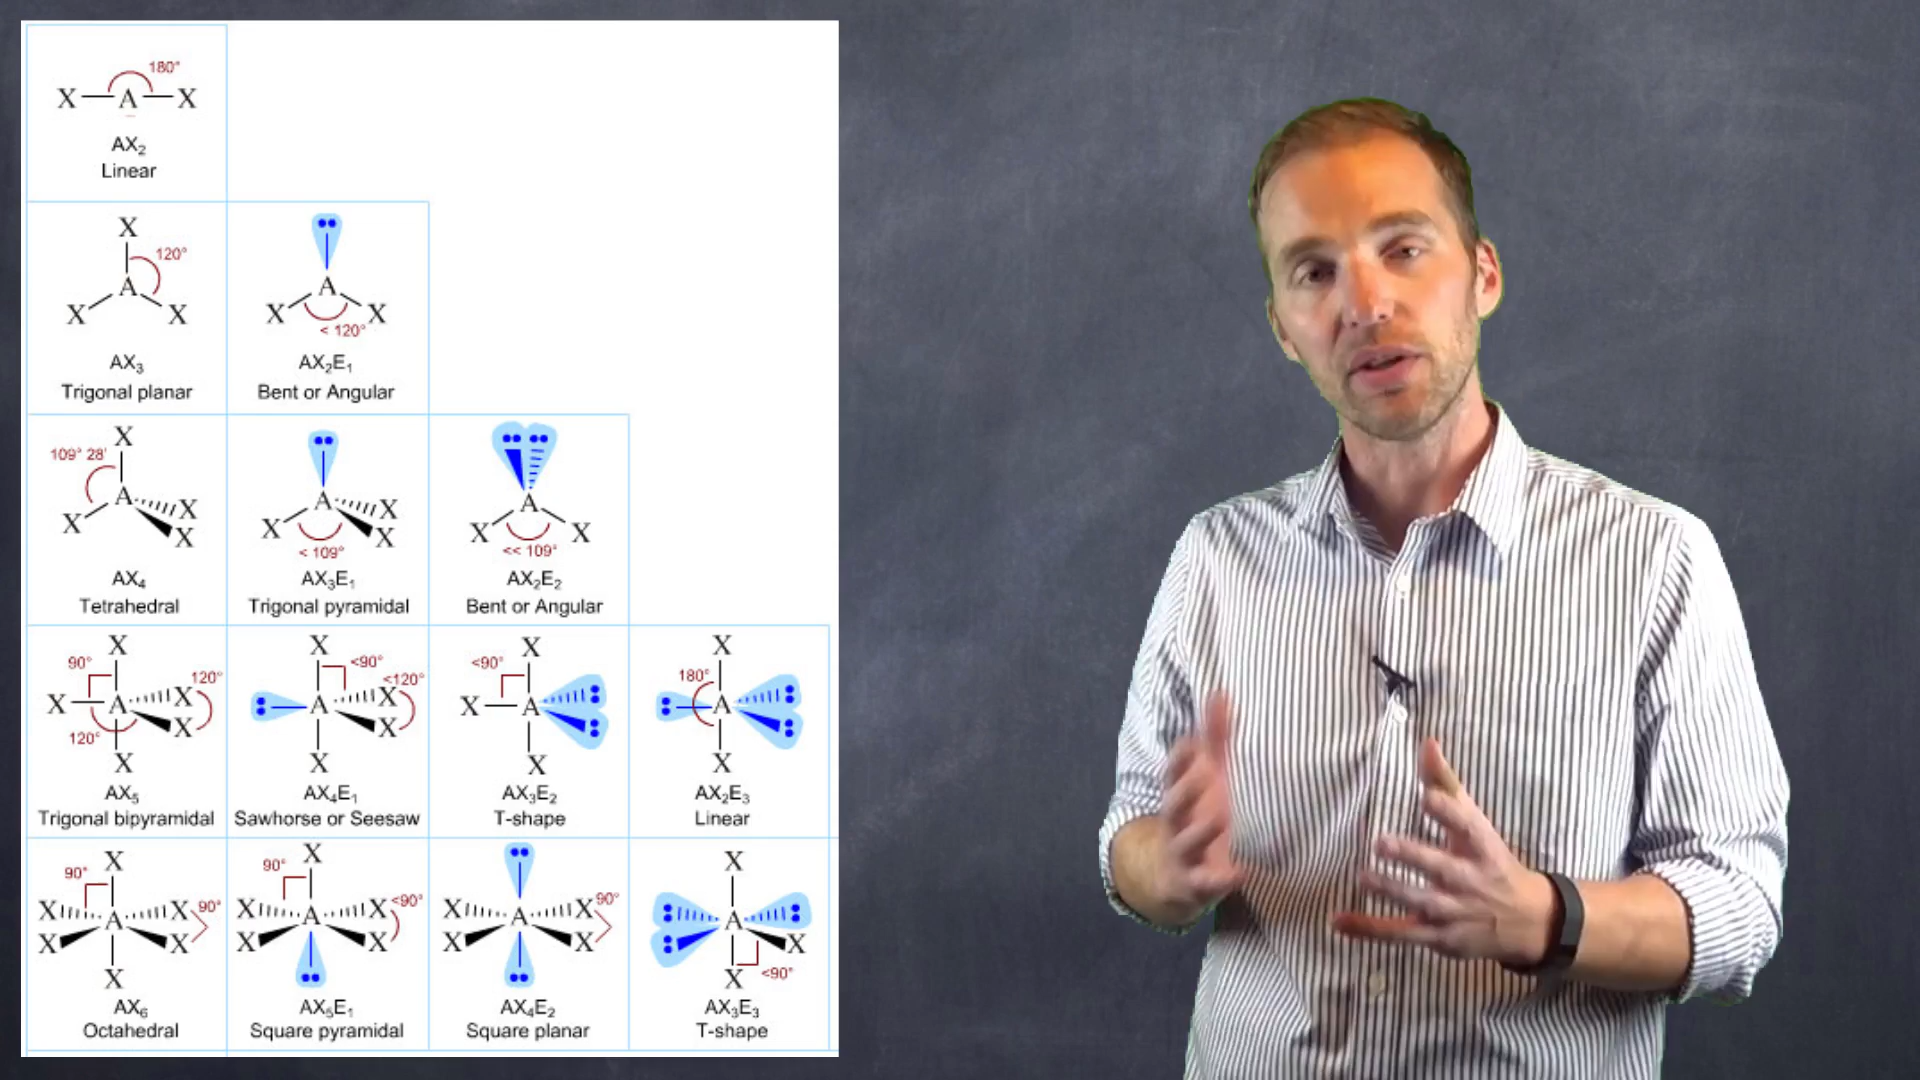 180°
X A X
AX2
Linear
X
120°
A
X X
AX3
Trigonal planar
A
X X
< 120°
AX2E1
Bent or Angular
X
109° 28'
A
X X
X
AX4
Tetrahedral
A
X X
X
< 109°
AX3E1
Trigonal pyramidal
A
X X
<< 109°
AX2E2
Bent or Angular
X
90° 120°
X A X
X
120°
X
AX5
Trigonal bipyramidal
X
<90°
<120°
A X
X
X
AX4E1
Sawhorse or Seesaw
X
<90°
X A
X
AX3E2
T-shape
X
180°
A
X
AX2E3
Linear
X
90°
X A X 90°
X X
X
AX6
Octahedral
X
90°
<90°
X A X
X X
AX5E1
Square pyramidal
90°
X A X
X X
AX4E2
Square planar
X
A
X
X
<90°
AX3E3
T-shape